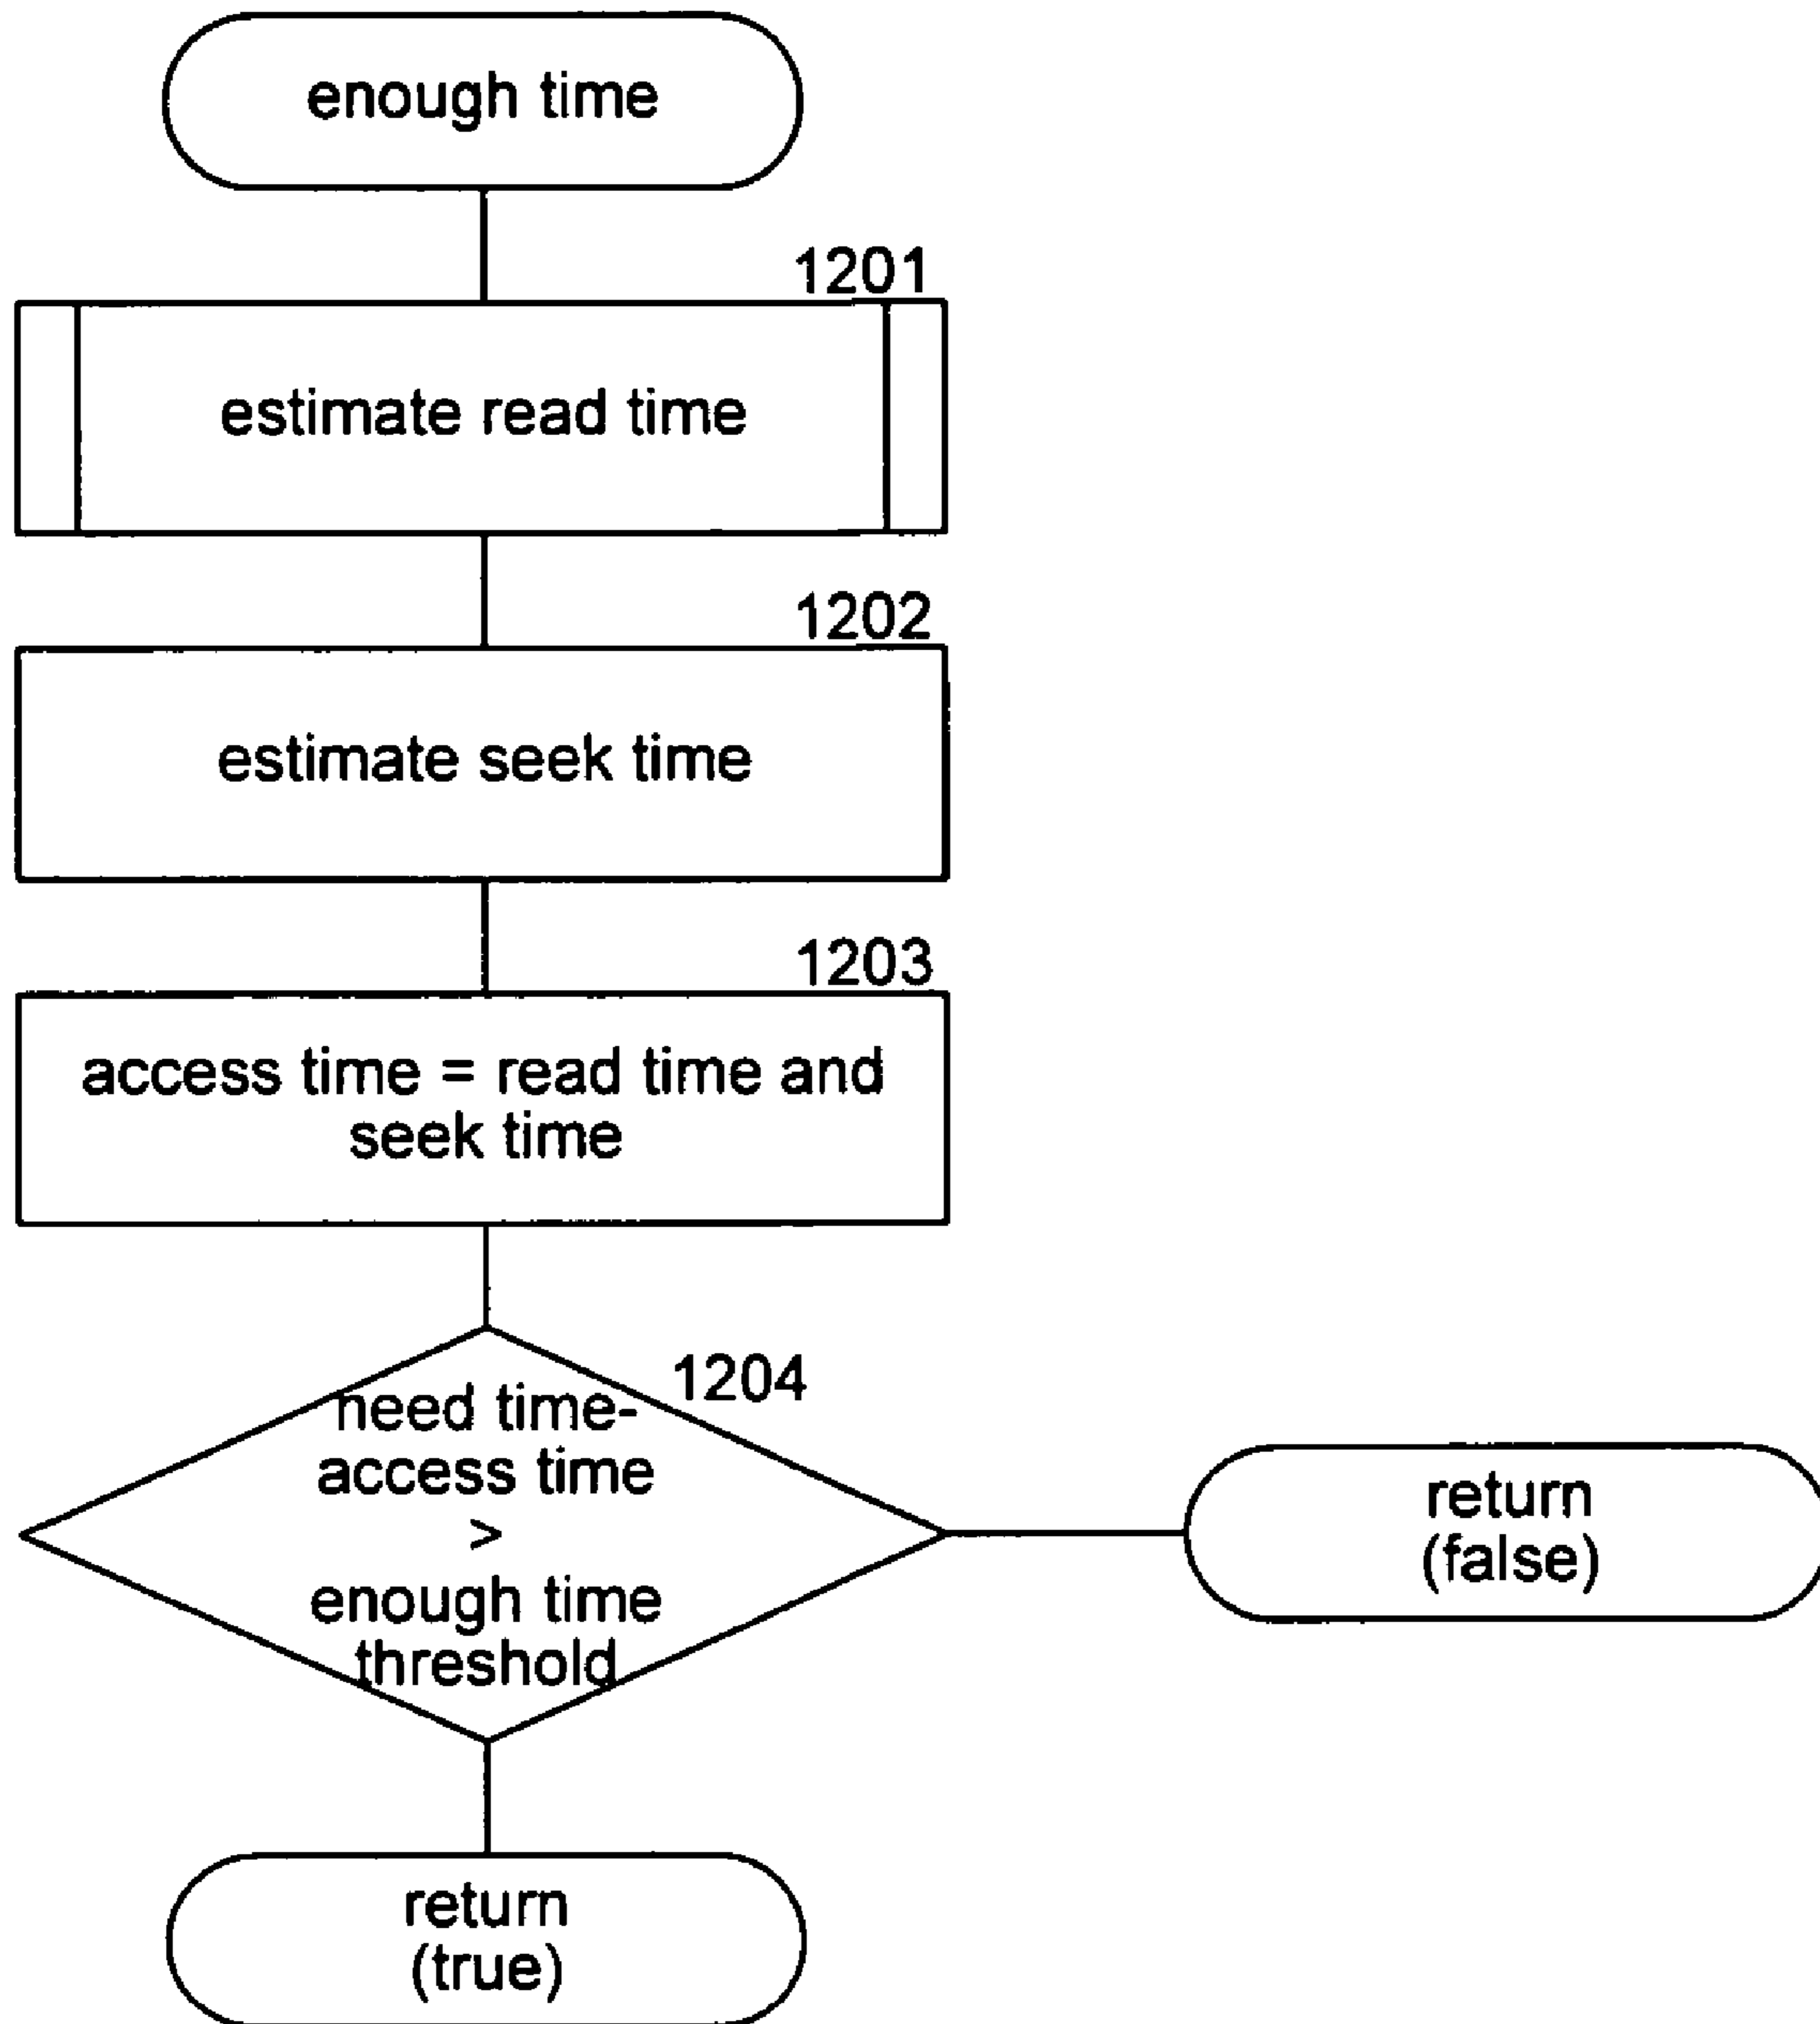 enough time
1201
estimate read time
1202
estimate seek time
1203
access time = read time and
seek time
1204
need time-
access time
>
enough time
threshold
return
(false)
return
(true)